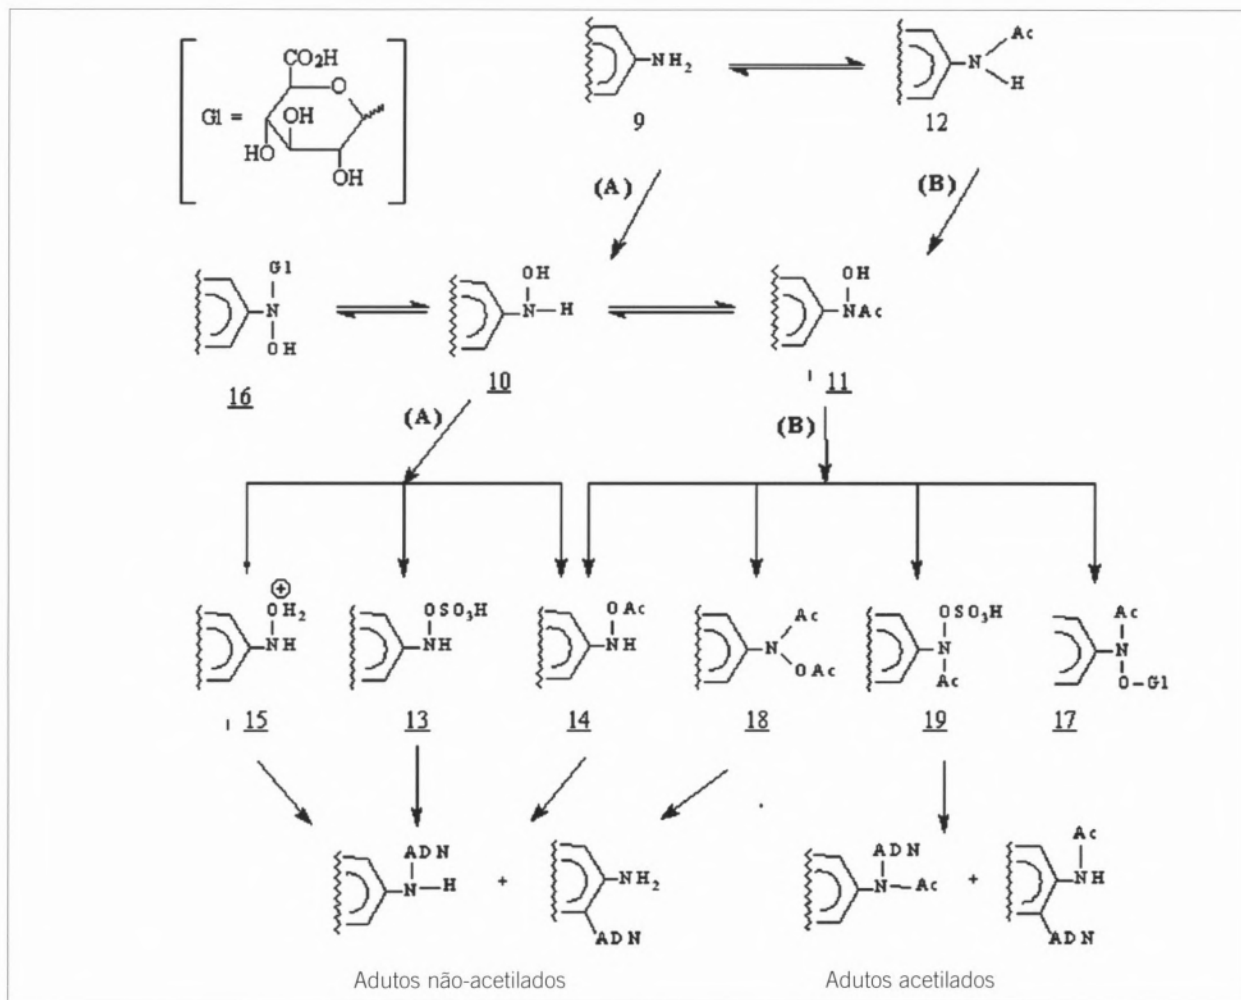 CO₂H
O
Gl =
OH
HO
OH
NH₂
9
Ac
N
H
12
(A)
(B)
Gl
N
OH
16
OH
N H
10
OH
N Ac
11
(A)
(B)
⊕
OH₂
NH
15
OSO₃H
NH
13
OAc
NH
14
Ac
N
OAc
18
OSO₃H
N
Ac
19
Ac
N
O-Gl
17
ADN
N H
+
NH₂
ADN
ADN
N Ac
+
Ac
NH
ADN
Adutos não-acetilados
Adutos acetilados